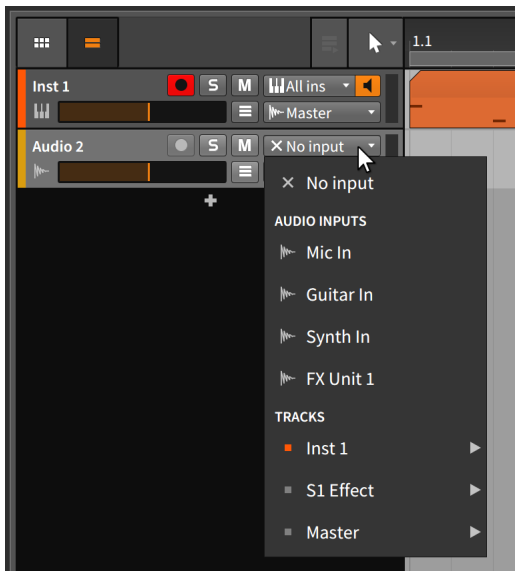 1.1
Inst 1
S
M
All ins
Master
Audio 2
S
M
No input
No input
AUDIO INPUTS
Mic In
Guitar In
Synth In
FX Unit 1
TRACKS
Inst 1
S1 Effect
Master